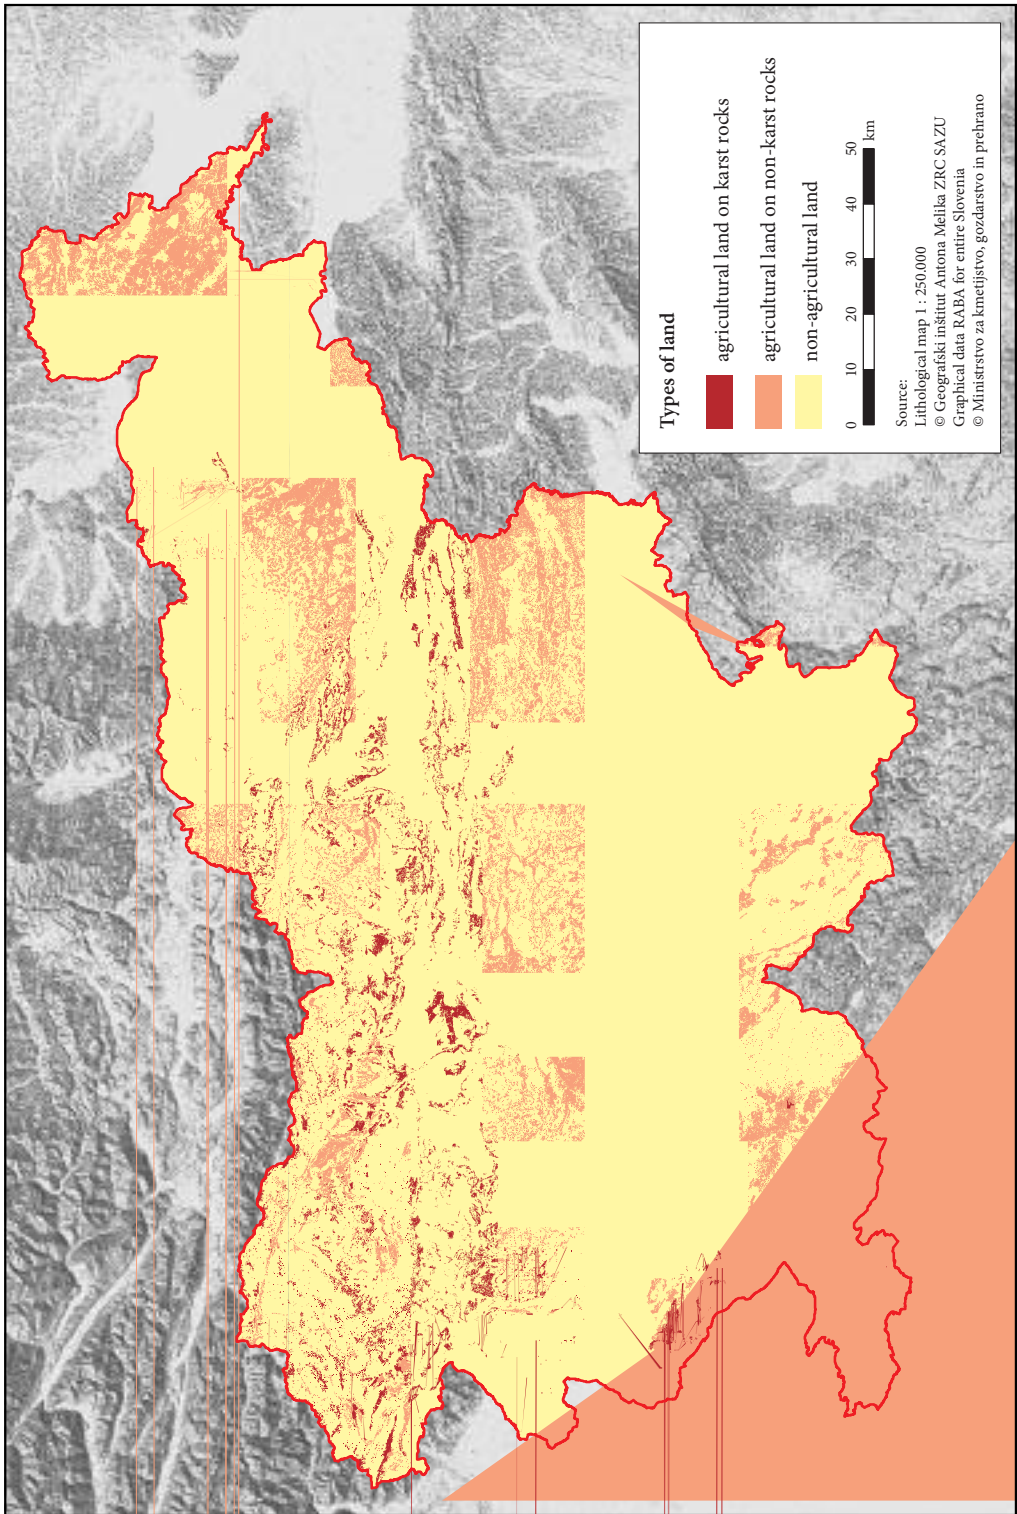 Types of land
agricultural land on karst rocks
agricultural land on non-karst rocks
non-agricultural land
0 10 20 30 40 50
km
Source:
Lithological map 1 : 250.000
© Geografski inštitut Antona Melika ZRC SAZU
Graphical data RABA for entire Slovenia
© Ministrstvo za kmetijstvo, gozdarstvo in prehrano